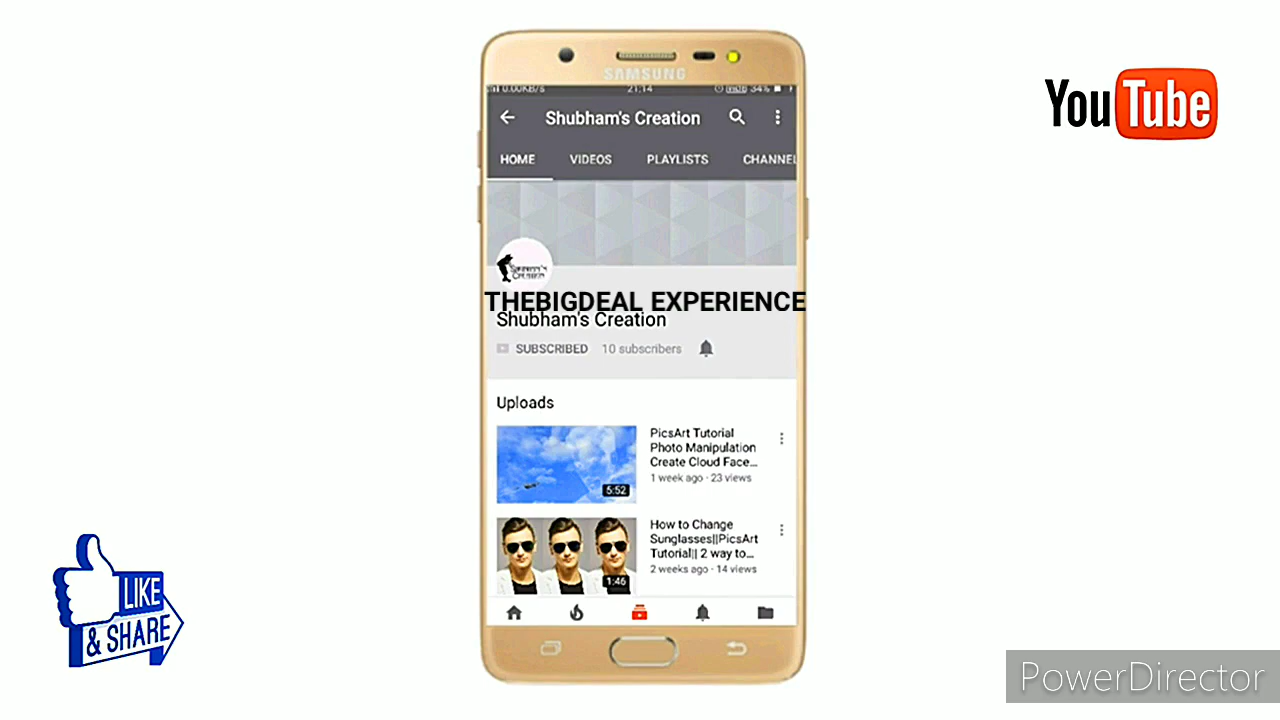 SAMSUNG
0.00KB/s 21:14 34%
Shubham's Creation
HOME VIDEOS PLAYLISTS CHANNEL
Shubham's
Creation
THEBIGDEAL EXPERIENCE
Shubham's Creation
SUBSCRIBED 10 subscribers
Uploads
PicsArt Tutorial
Photo Manipulation
Create Cloud Face...
1 week ago · 23 views
5:52
How to Change
Sunglasses||PicsArt
Tutorial|| 2 way to...
2 weeks ago · 14 views
1:46
YouTube
LIKE
& SHARE
PowerDirector